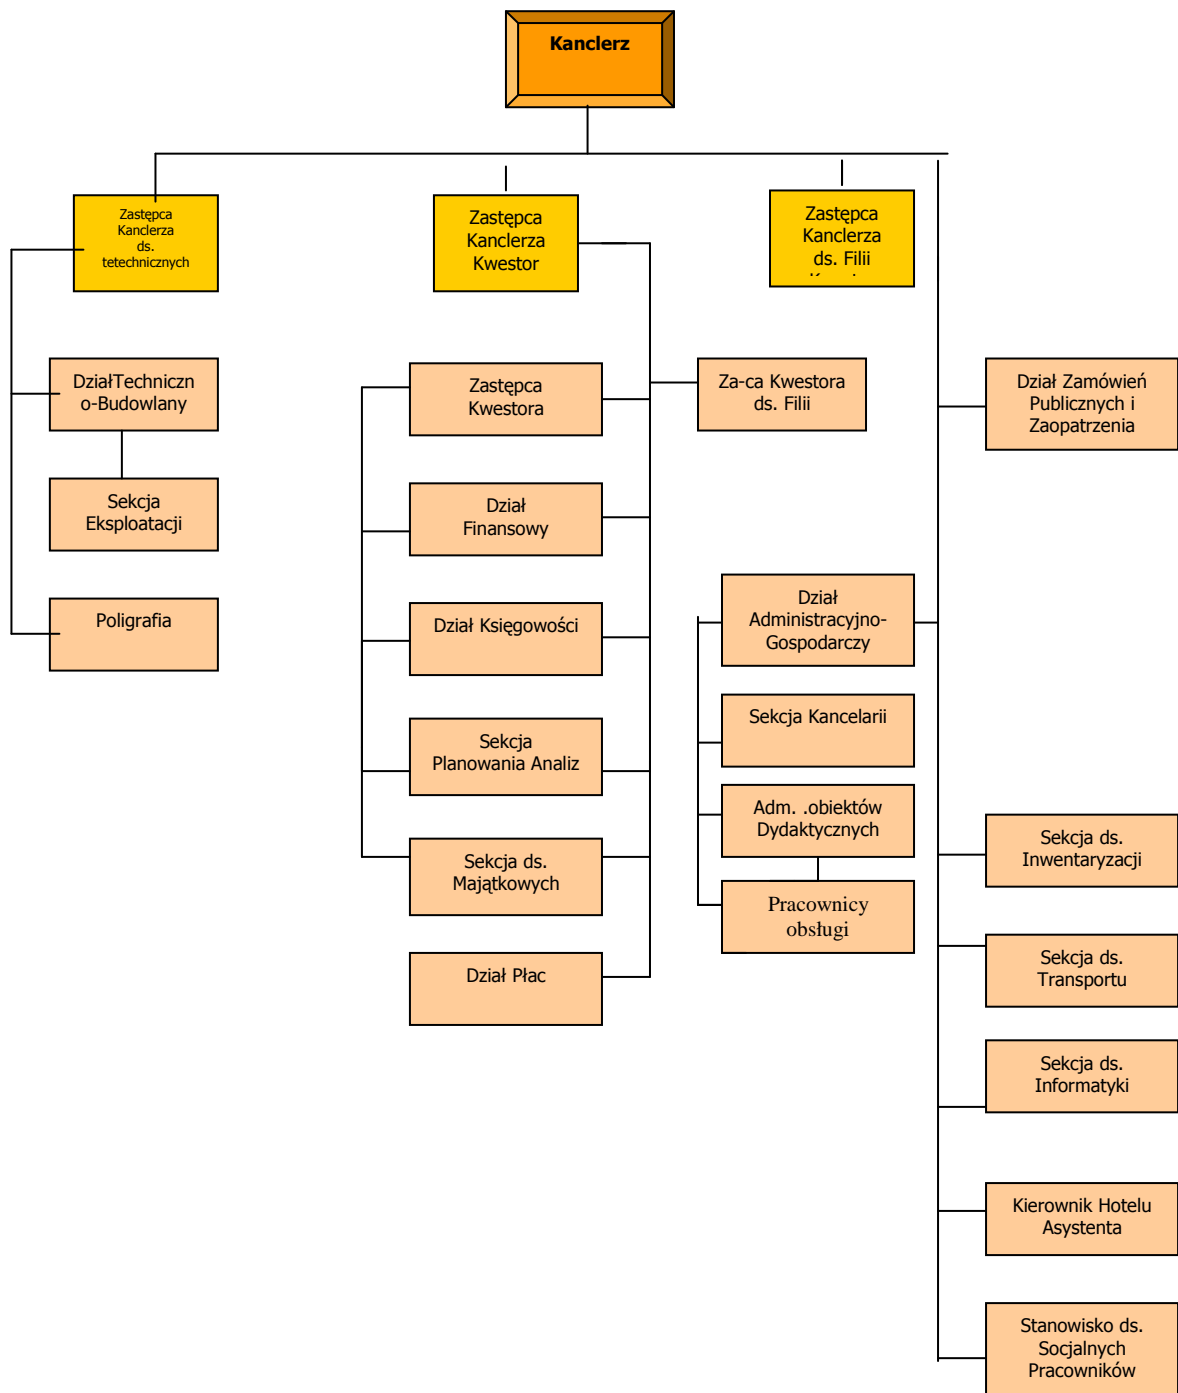 Kanclerz
Zastępca
Kanclerza
ds.
tetechnicznych
Zastępca
Kanclerza
Kwestor
Zastępca
Kanclerza
ds. Filii
DziałTechniczn
o-Budowlany
Sekcja
Eksploatacji
Poligrafia
Zastępca
Kwestora
Za-ca Kwestora
ds. Filii
Dział
Finansowy
Dział Księgowości
Sekcja
Planowania Analiz
Sekcja ds.
Majątkowych
Dział Płac
Dział
Administracyjno-
Gospodarczy
Sekcja Kancelarii
Adm. .obiektów
Dydaktycznych
Pracownicy
obsługi
Dział Zamówień
Publicznych i
Zaopatrzenia
Sekcja ds.
Inwentaryzacji
Sekcja ds.
Transportu
Sekcja ds.
Informatyki
Kierownik Hotelu
Asystenta
Stanowisko ds.
Socjalnych
Pracowników